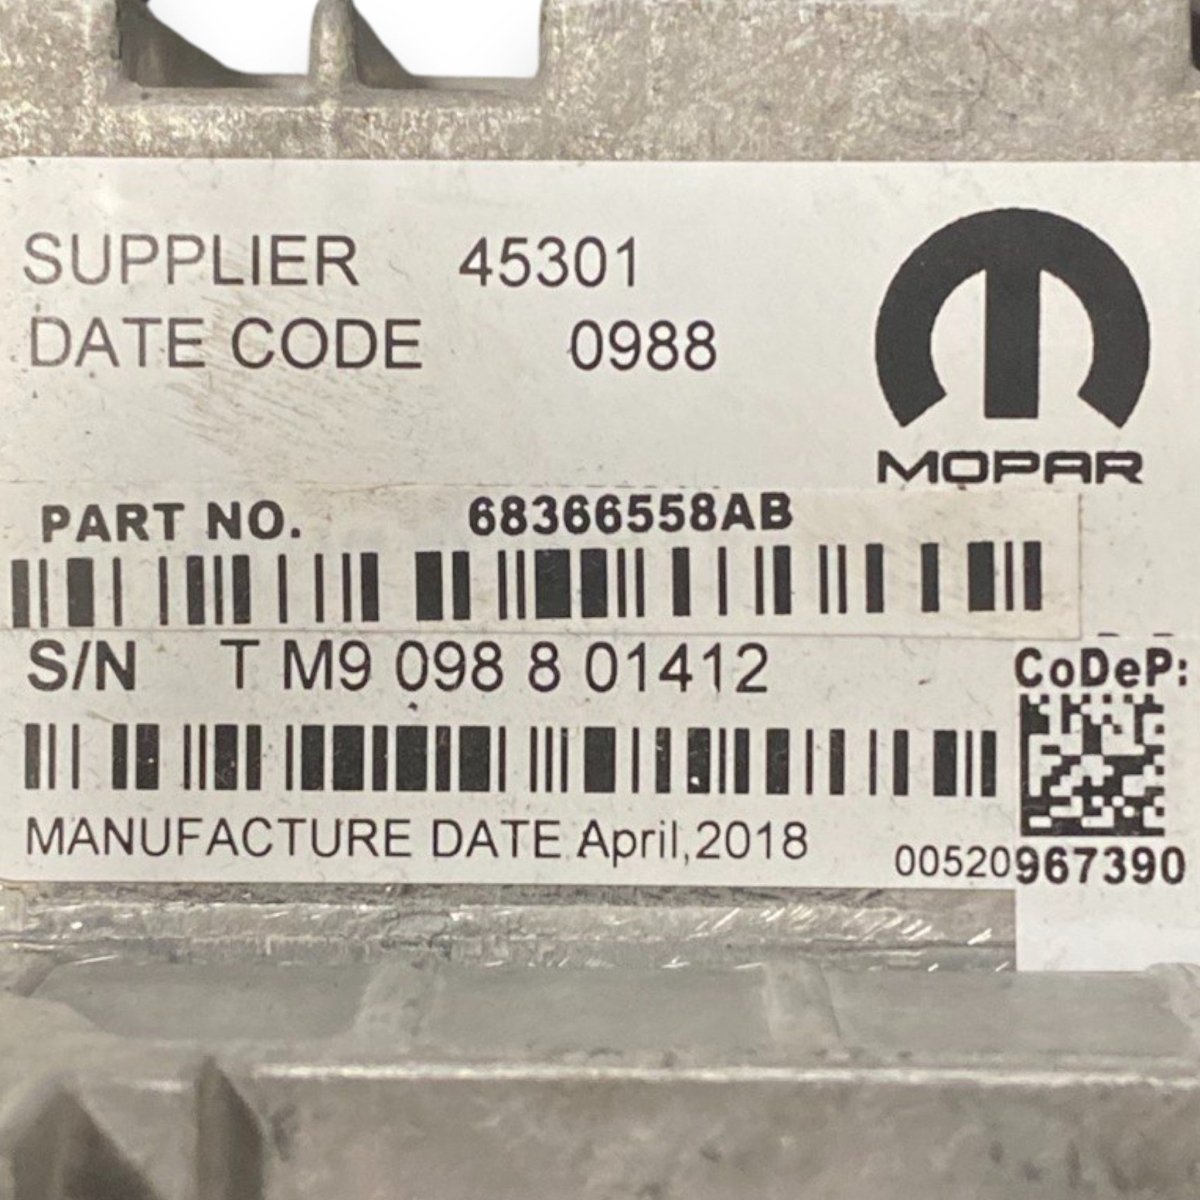 SUPPLIER 45301
DATE CODE 0988
MOPAR
PART NO. 68366558AB
S/N T M9 098 8 01412
CoDeP:
MANUFACTURE DATE April,2018
00520967390